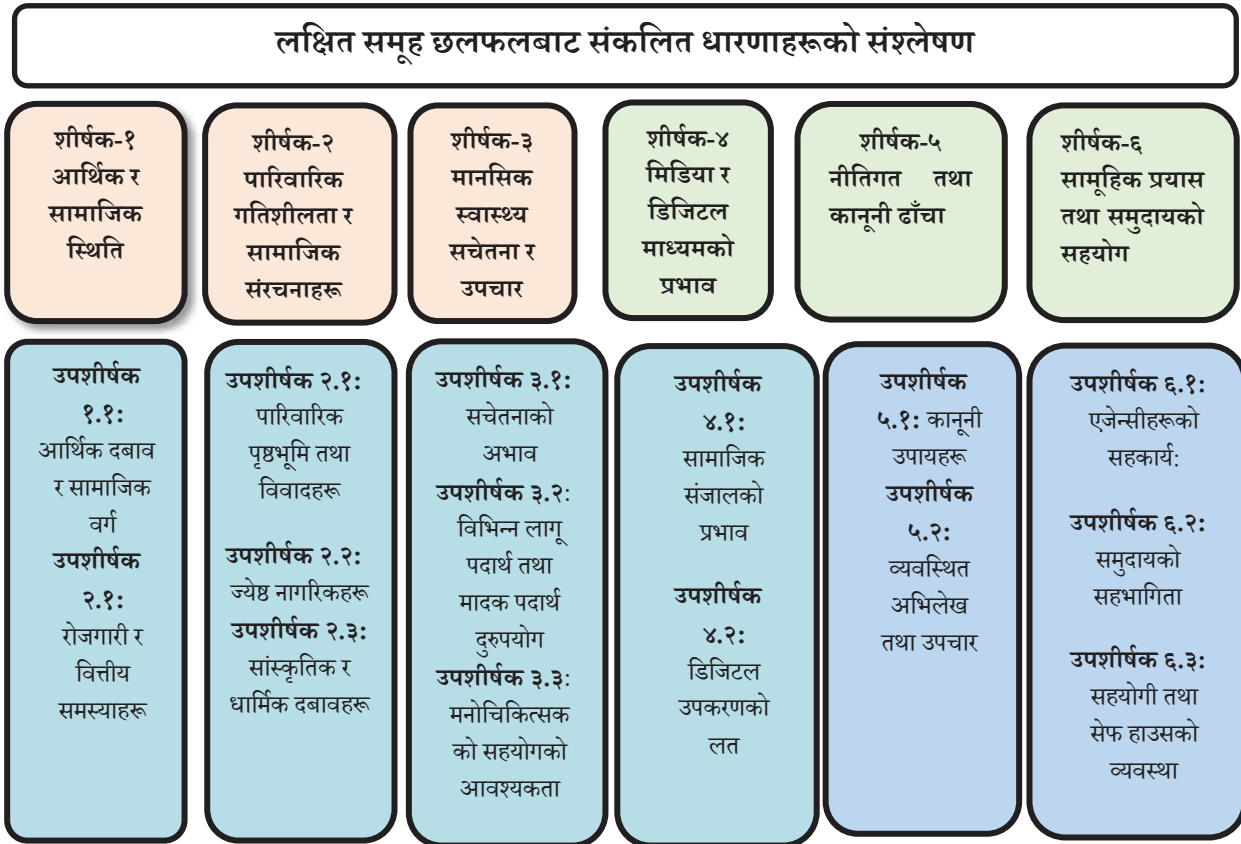 लक्षित समूह छलफलबाट संकलित धारणाहरूको संश्लेषण
शीर्षक-१
आर्थिक र
सामाजिक
स्थिति
शीर्षक-२
पारिवारिक
गतिशीलता र
सामाजिक
संरचनाहरू
शीर्षक-३
मानसिक
स्वास्थ्य
सचेतना र
उपचार
शीर्षक-४
मिडिया र
डिजिटल
माध्यमको
प्रभाव
शीर्षक-५
नीतिगत तथा
कानूनी ढाँचा
शीर्षक-६
सामूहिक प्रयास
तथा समुदायको
सहयोग
उपशीर्षक
१.१:
आर्थिक दबाव
र सामाजिक
वर्ग
उपशीर्षक
२.१:
रोजगारी र
वित्तीय
समस्याहरू
उपशीर्षक २.१:
पारिवारिक
पृष्ठभूमि तथा
विवादहरू
उपशीर्षक २.२:
ज्येष्ठ नागरिकहरू
उपशीर्षक २.३:
सांस्कृतिक र
धार्मिक दबावहरू
उपशीर्षक ३.१:
सचेतनाको
अभाव
उपशीर्षक ३.२:
विभिन्न लागू
पदार्थ तथा
मादक पदार्थ
दुरुपयोग
उपशीर्षक ३.३:
मनोचिकित्सक
को सहयोगको
आवश्यकता
उपशीर्षक
४.१:
सामाजिक
संजालको
प्रभाव
उपशीर्षक
४.२:
डिजिटल
उपकरणको
लत
उपशीर्षक
५.१: कानूनी
उपायहरू
उपशीर्षक
५.२:
व्यवस्थित
अभिलेख
तथा उपचार
उपशीर्षक ६.१:
एजेन्सीहरूको
सहकार्य:
उपशीर्षक ६.२:
समुदायको
सहभागिता
उपशीर्षक ६.३:
सहयोगी तथा
सेफ हाउसको
व्यवस्था